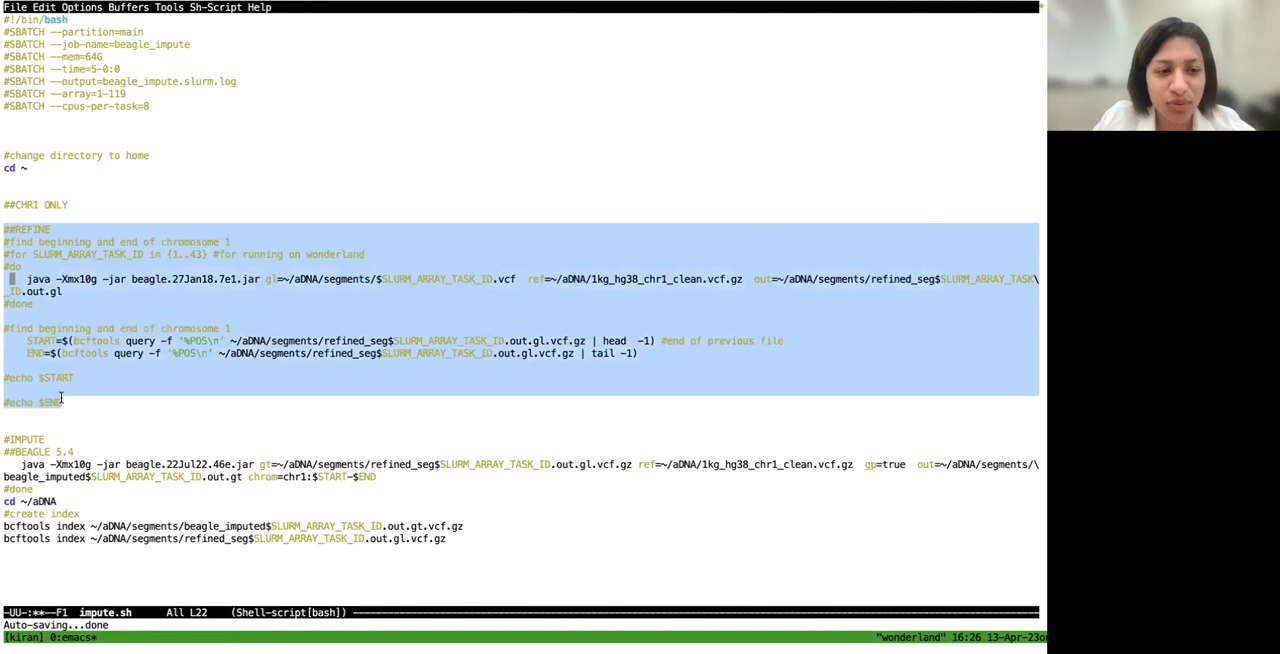 File Edit Options Buffers Tools Sh-Script Help
#!/bin/bash
#SBATCH --partition=main
#SBATCH --job-name=beagle_impute
#SBATCH --mem=64G
#SBATCH --time=5-0:0
#SBATCH --output=beagle_impute.slurm.log
#SBATCH --array=1-119
#SBATCH --cpus-per-task=8
#change directory to home
cd ~
##CHR1 ONLY
##REFINE
#find beginning and end of chromosome 1
#for SLURM_ARRAY_TASK_ID in {1..43} #for running on wonderland
#do
java -Xmx10g -jar beagle.27Jan18.7e1.jar gl=~/aDNA/segments/$SLURM_ARRAY_TASK_ID.vcf ref=~/aDNA/1kg_hg38_chr1_clean.vcf.gz out=~/aDNA/segments/refined_seg$SLURM_ARRAY_TASK\
_ID.out.gl
#done
#find beginning and end of chromosome 1
START=$(bcftools query -f '%POS\n' ~/aDNA/segments/refined_seg$SLURM_ARRAY_TASK_ID.out.gl.vcf.gz | head -1) #end of previous file
END=$(bcftools query -f '%POS\n' ~/aDNA/segments/refined_seg$SLURM_ARRAY_TASK_ID.out.gl.vcf.gz | tail -1)
#echo $START
#echo $END
#IMPUTE
##BEAGLE 5.4
java -Xmx10g -jar beagle.22Jul22.46e.jar gt=~/aDNA/segments/refined_seg$SLURM_ARRAY_TASK_ID.out.gl.vcf.gz ref=~/aDNA/1kg_hg38_chr1_clean.vcf.gz gp=true out=~/aDNA/segments/\
beagle_imputed$SLURM_ARRAY_TASK_ID.out.gt chrom=chr1:$START-$END
#done
cd ~/aDNA
#create index
bcftools index ~/aDNA/segments/beagle_imputed$SLURM_ARRAY_TASK_ID.out.gt.vcf.gz
bcftools index ~/aDNA/segments/refined_seg$SLURM_ARRAY_TASK_ID.out.gl.vcf.gz
-UU-:**--F1 impute.sh All L22 (Shell-script[bash])
Auto-saving...done
[kiran] 0:emacs* "wonderland" 16:26 13-Apr-23